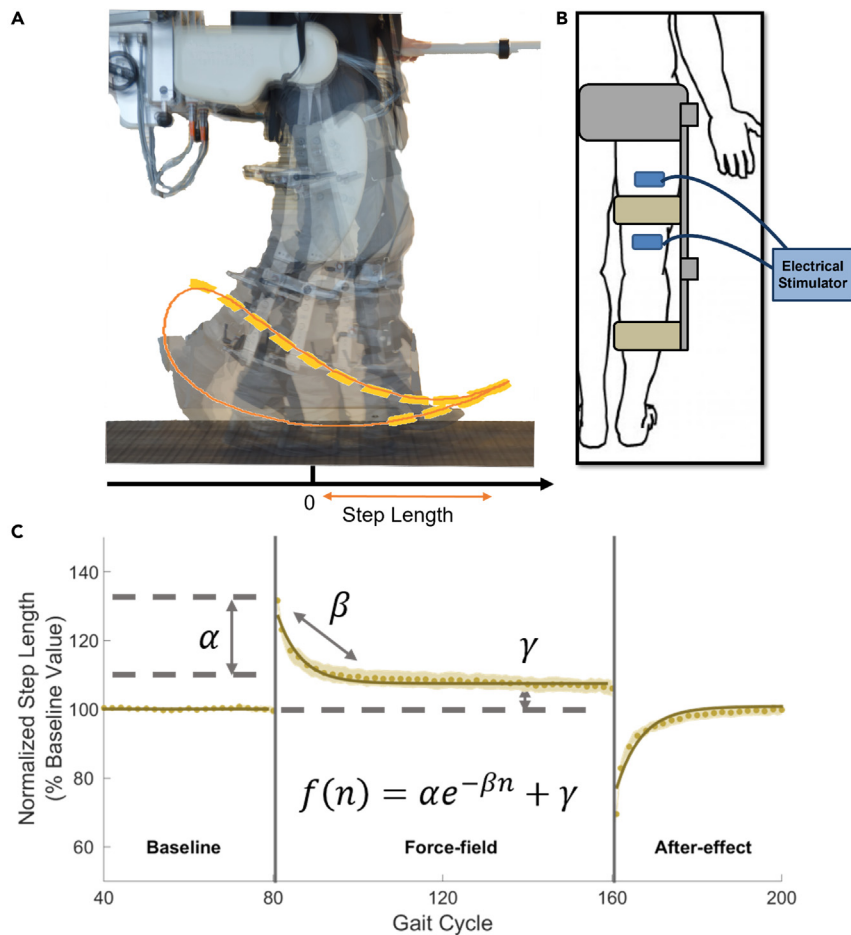 A
B
Electrical
Stimulator
0
Step Length
C
Normalized Step Length
(% Baseline Value)
140
120
100
80
60
α
β
γ
f(n) = αe^{-βn} + γ
Baseline
Force-field
After-effect
40
80
120
160
200
Gait Cycle